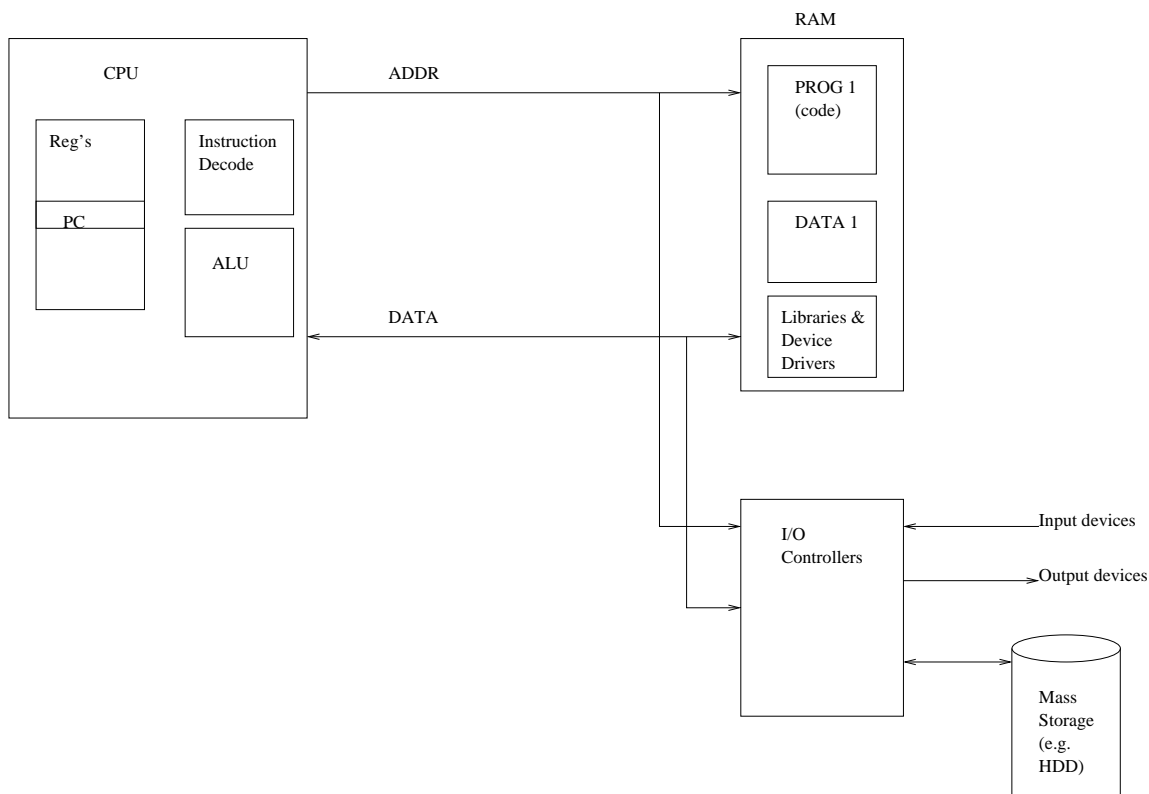 RAM
CPU
ADDR
PROG 1
(code)
Reg's
Instruction
Decode
PC
DATA 1
ALU
DATA
Libraries &
Device
Drivers
I/O
Controllers
Input devices
Output devices
Mass
Storage
(e.g.
HDD)